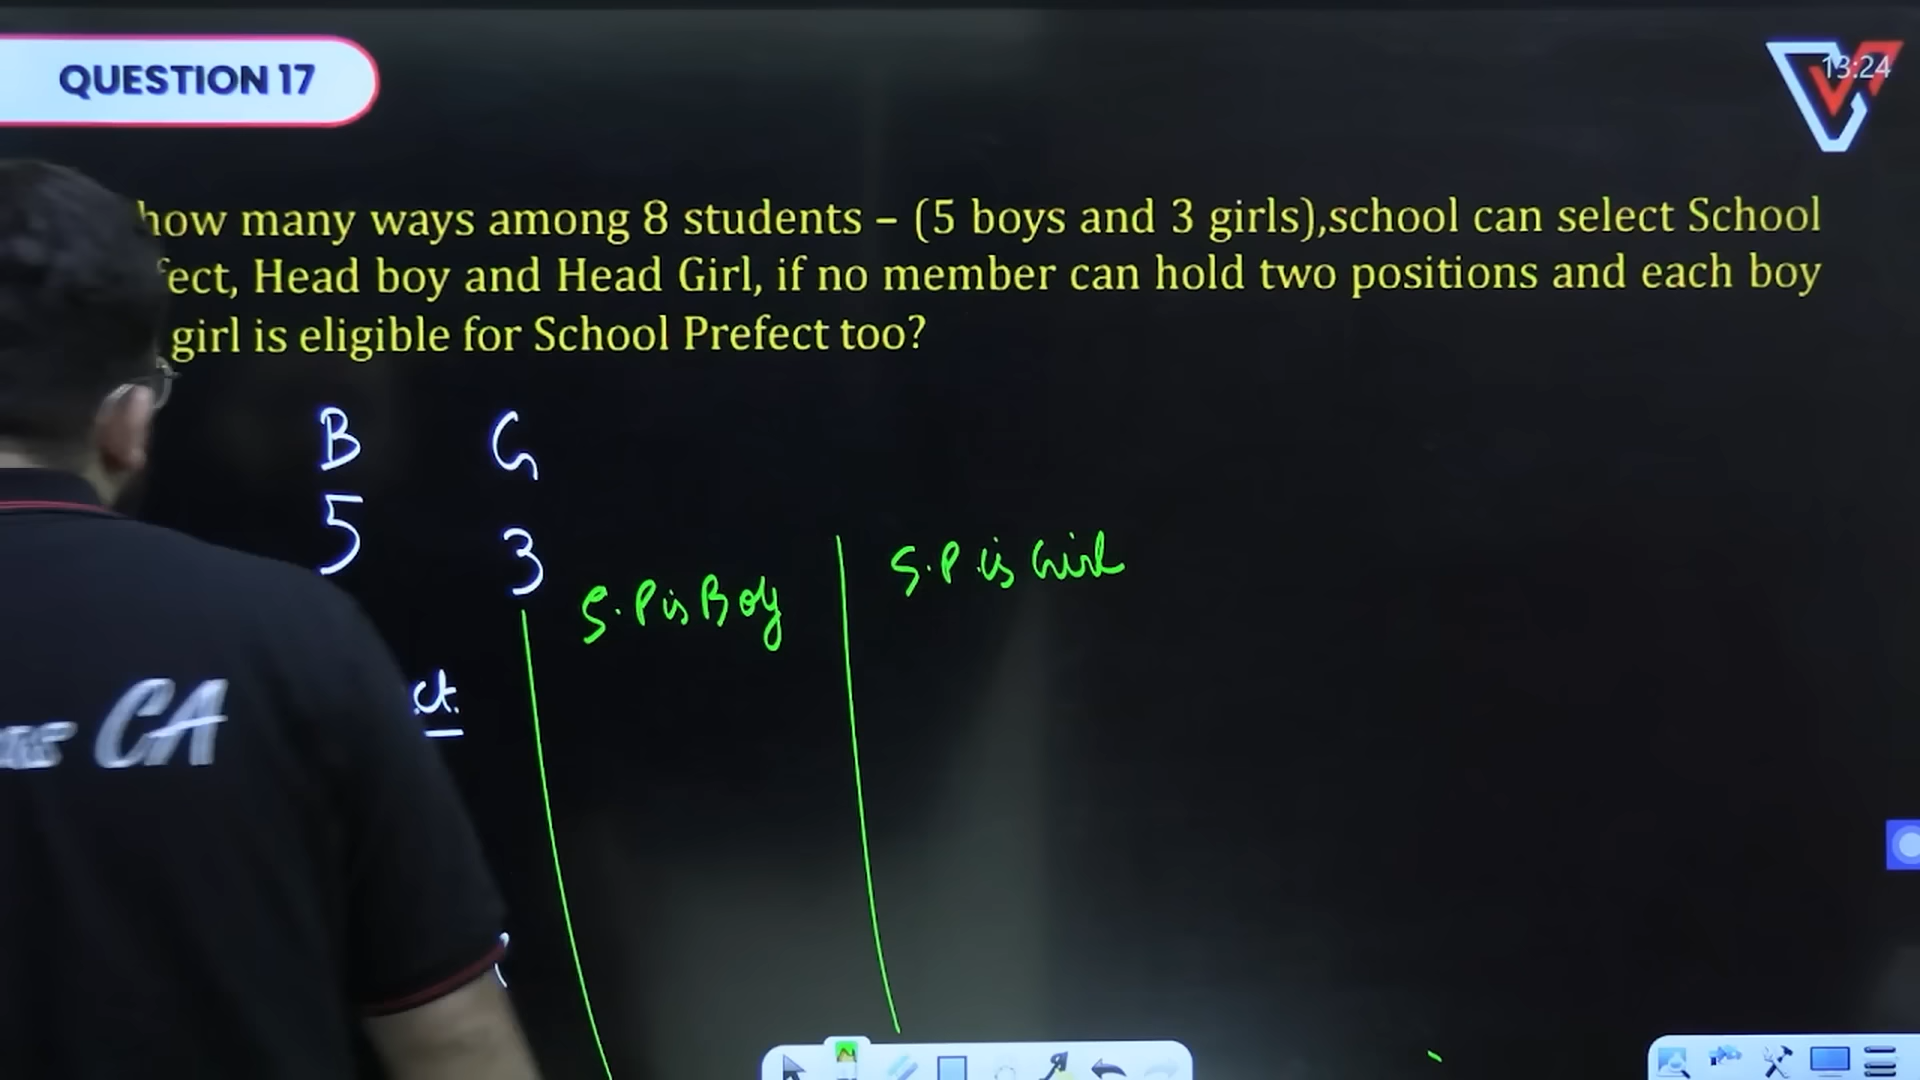 QUESTION 17
13:24
how many ways among 8 students – (5 boys and 3 girls),school can select School
fect, Head boy and Head Girl, if no member can hold two positions and each boy
girl is eligible for School Prefect too?
B G
5 3
S.P is Boy
S.P. is Girl
ct.
CA